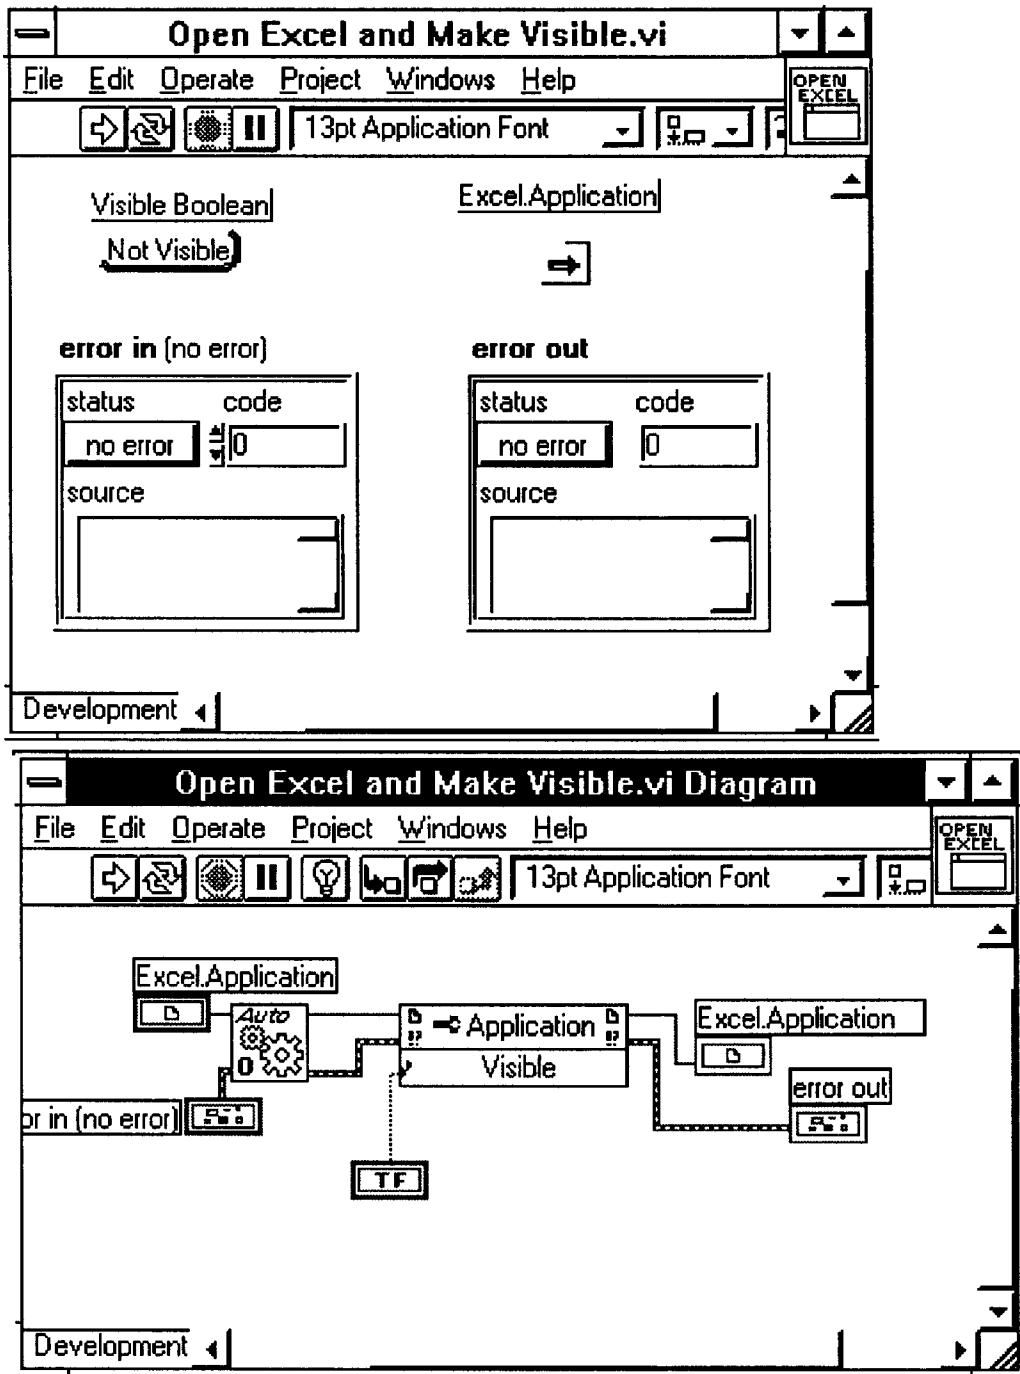 Open Excel and Make Visible.vi
File Edit Operate Project Windows Help
OPEN
EXCEL
13pt Application Font
Visible Boolean
Excel.Application
Not Visible
error in (no error)
error out
status code
no error 0
source
status code
no error 0
source
Development
Open Excel and Make Visible.vi Diagram
File Edit Operate Project Windows Help
OPEN
EXCEL
13pt Application Font
Excel.Application
Auto
0
Application
Visible
Excel.Application
error out
or in (no error)
TF
Development